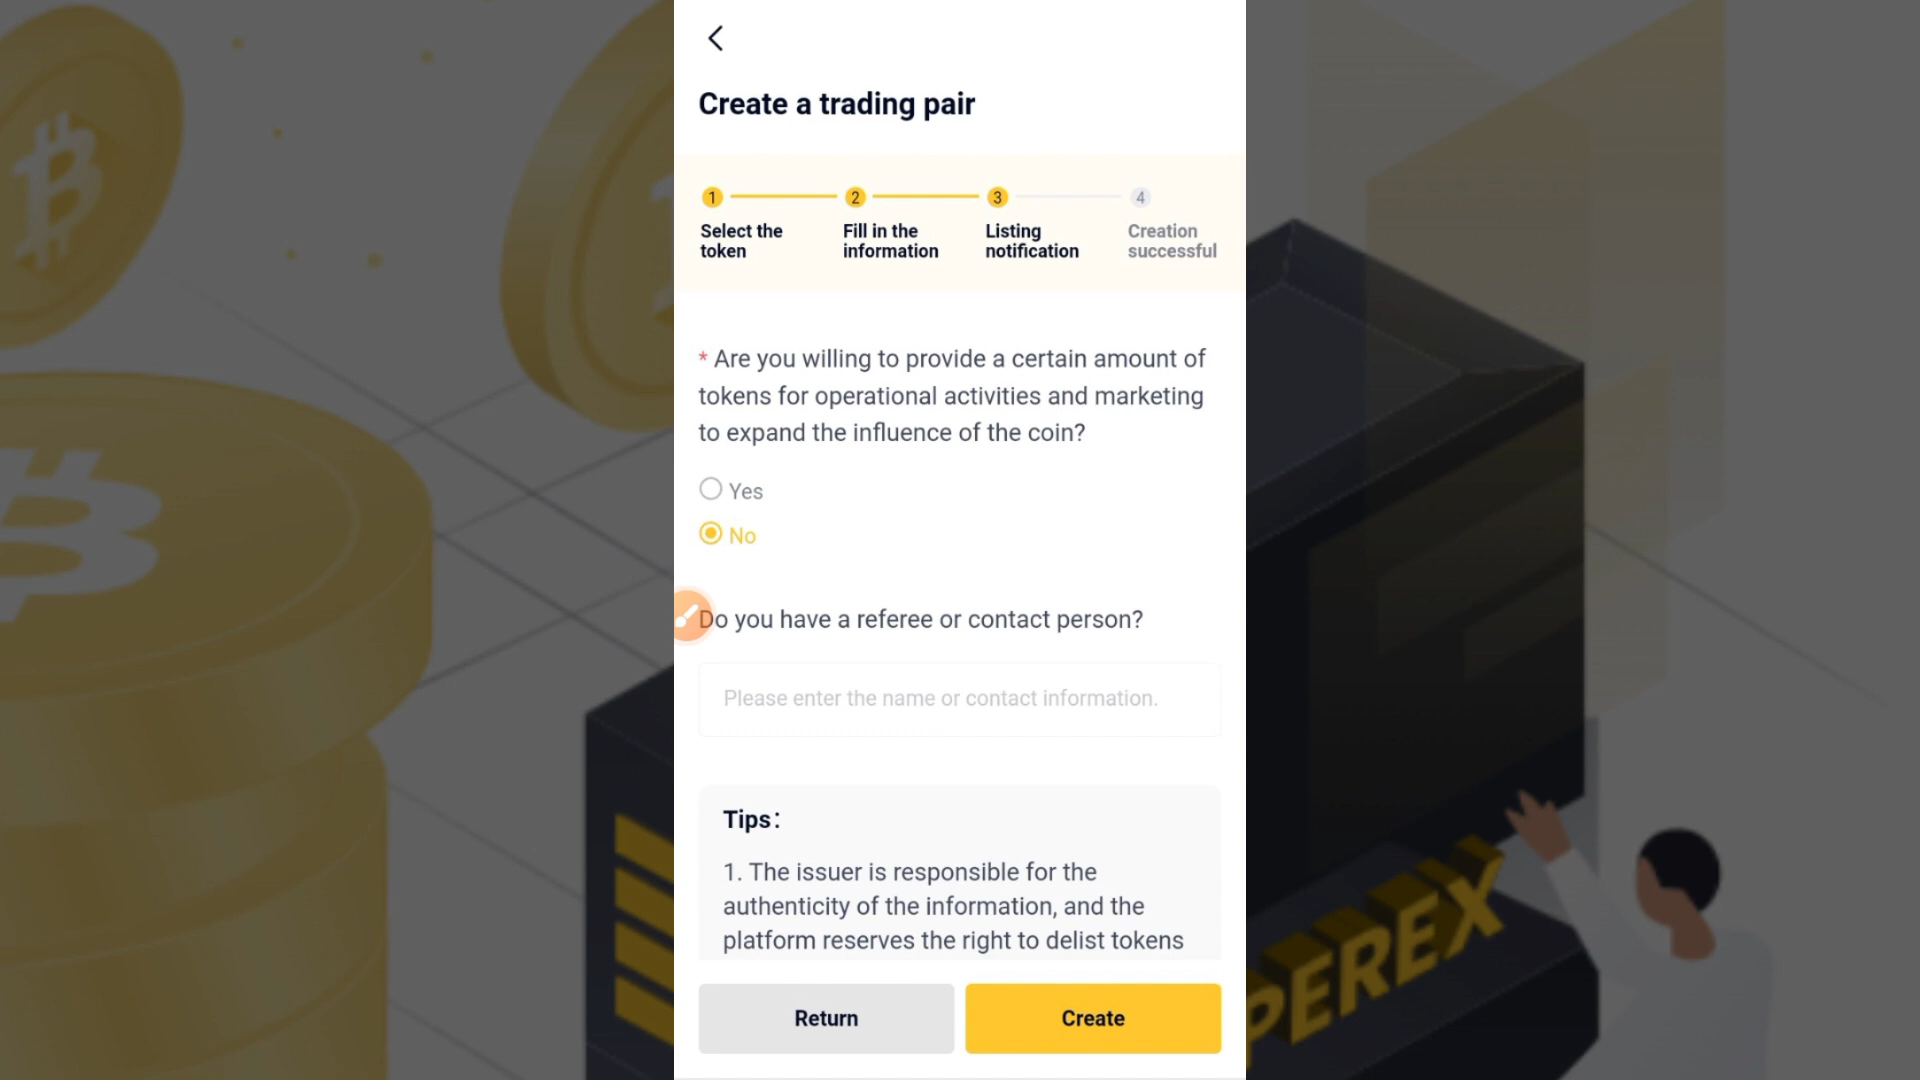 Create a trading pair
1 2 3 4
Select the token
Fill in the information
Listing notification
Creation successful
* Are you willing to provide a certain amount of
tokens for operational activities and marketing
to expand the influence of the coin?
Yes
No
Do you have a referee or contact person?
Please enter the name or contact information.
Tips:
1. The issuer is responsible for the
authenticity of the information, and the
platform reserves the right to delist tokens
Return
Create
PEREX